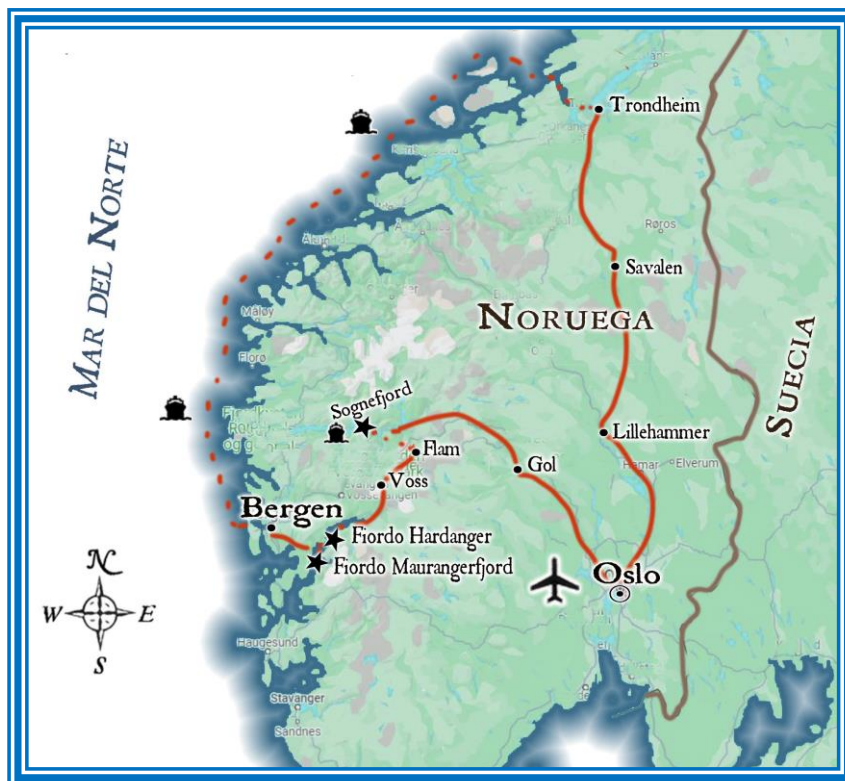 Trondheim
MAR DEL NORTE
Røros
Savalen
NORUEGA
SUECIA
Måløy
Florø
Sognefjord
og
Lillehammer
Flam
Gol
Hamar
Elverum
Voss
Bergen
Fiordo Hardanger
Fiordo Maurangerfjord
Oslo
N
W E
S
Haugesund
Stavanger
Sandnes